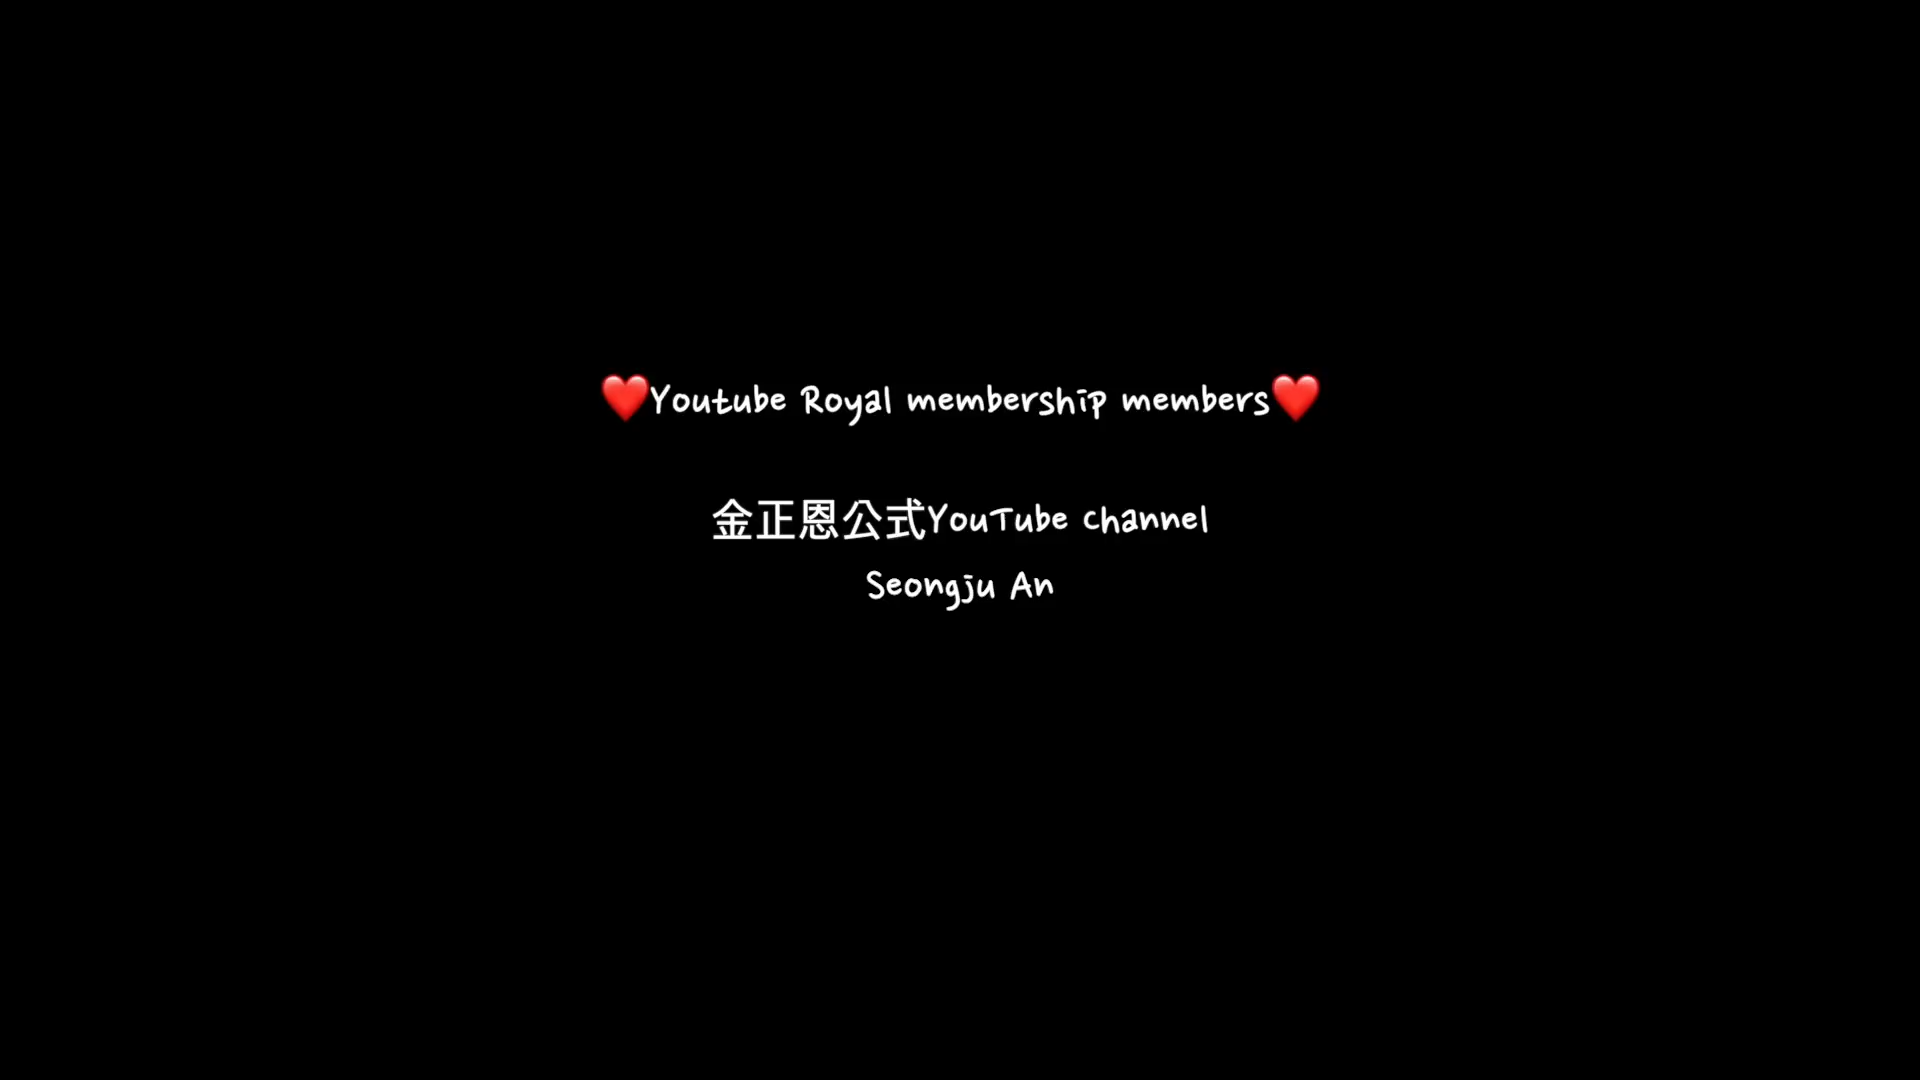 ❤️Youtube Royal membership members❤️
金正恩公式YouTube channel
Seongju An